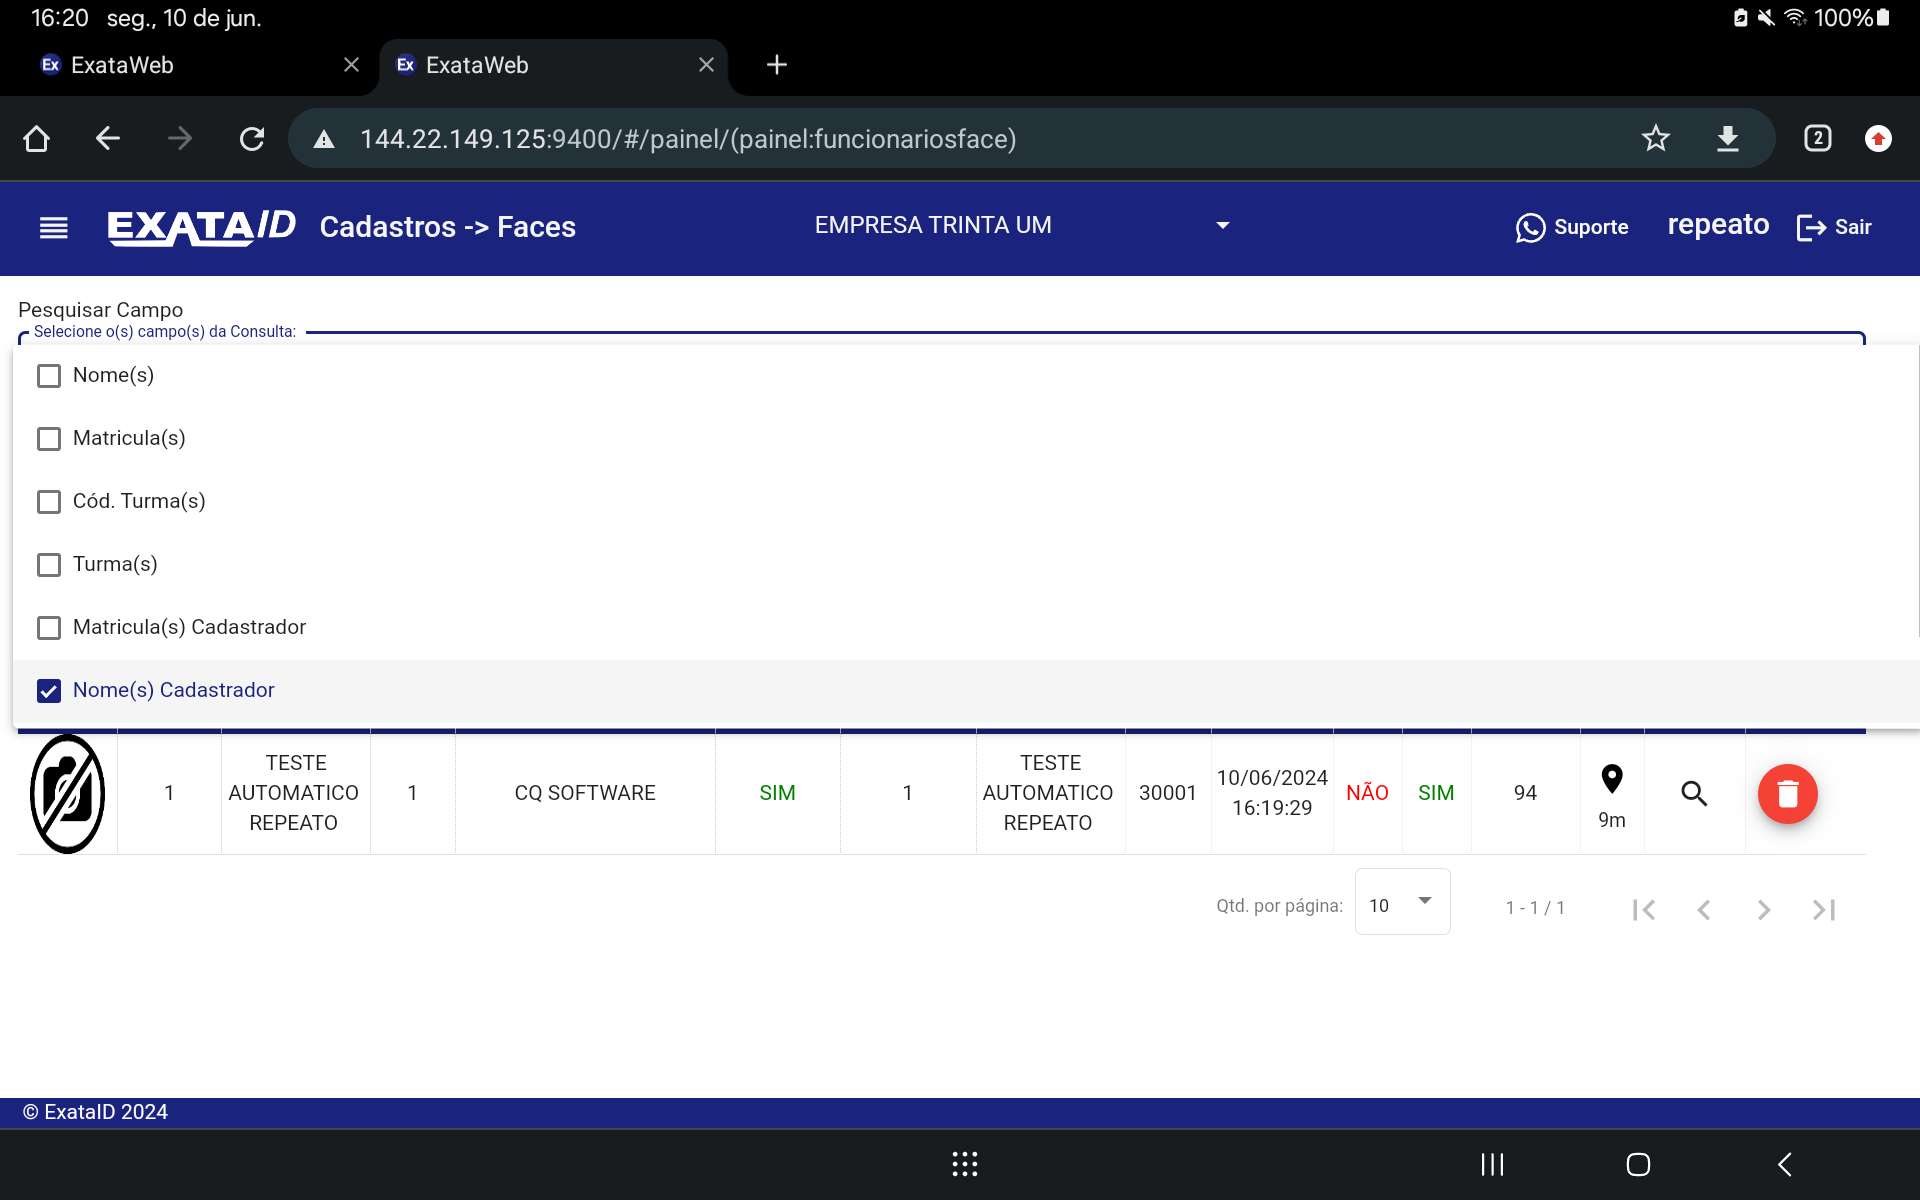 16:20 seg., 10 de jun.
100%
Ex ExataWeb
Ex ExataWeb
144.22.149.125:9400/#/painel/(painel:funcionariosface)
2
EXATA/D
Cadastros -> Faces
EMPRESA TRINTA UM
Suporte
repeato
Sair
Pesquisar Campo
Selecione o(s) campo(s) da Consulta:
Nome(s)
Matricula(s)
Cód. Turma(s)
Turma(s)
Matricula(s) Cadastrador
Nome(s) Cadastrador
1
TESTE
AUTOMATICO
REPEATO
1
CQ SOFTWARE
SIM
1
TESTE
AUTOMATICO
REPEATO
30001
10/06/2024
16:19:29
NÃO
SIM
94
9m
Qtd. por página:
10
1 - 1 / 1
© ExataID 2024